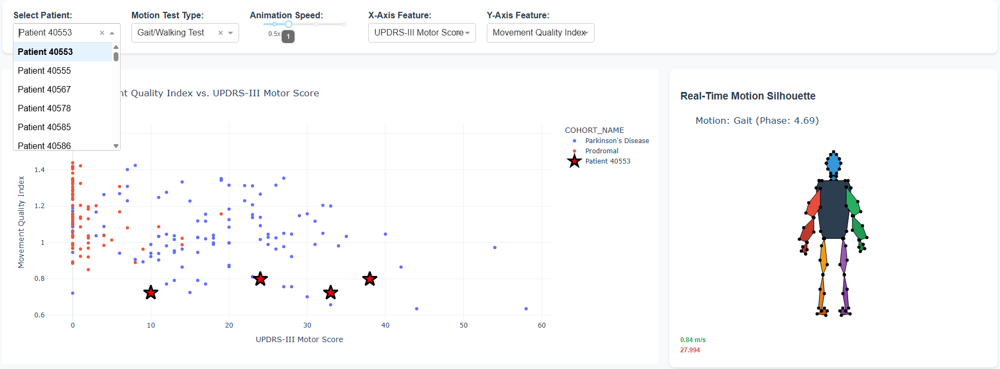 Select Patient:
Motion Test Type:
Animation Speed:
X-Axis Feature:
Y-Axis Feature:
Patient 40553
Gait/Walking Test
0.5x
1
UPDRS-III Motor Score
Movement Quality Index
Patient 40553
Patient 40555
Patient 40567
Patient 40578
Patient 40585
Patient 40586
Quality Index vs. UPDRS-III Motor Score
COHORT_NAME
Parkinson's Disease
Prodromal
Patient 40553
Movement Quality Index
1.4
1.2
1
0.8
0.6
0
10
20
30
40
50
60
UPDRS-III Motor Score
Real-Time Motion Silhouette
Motion: Gait (Phase: 4.69)
0.84 m/s
27.994